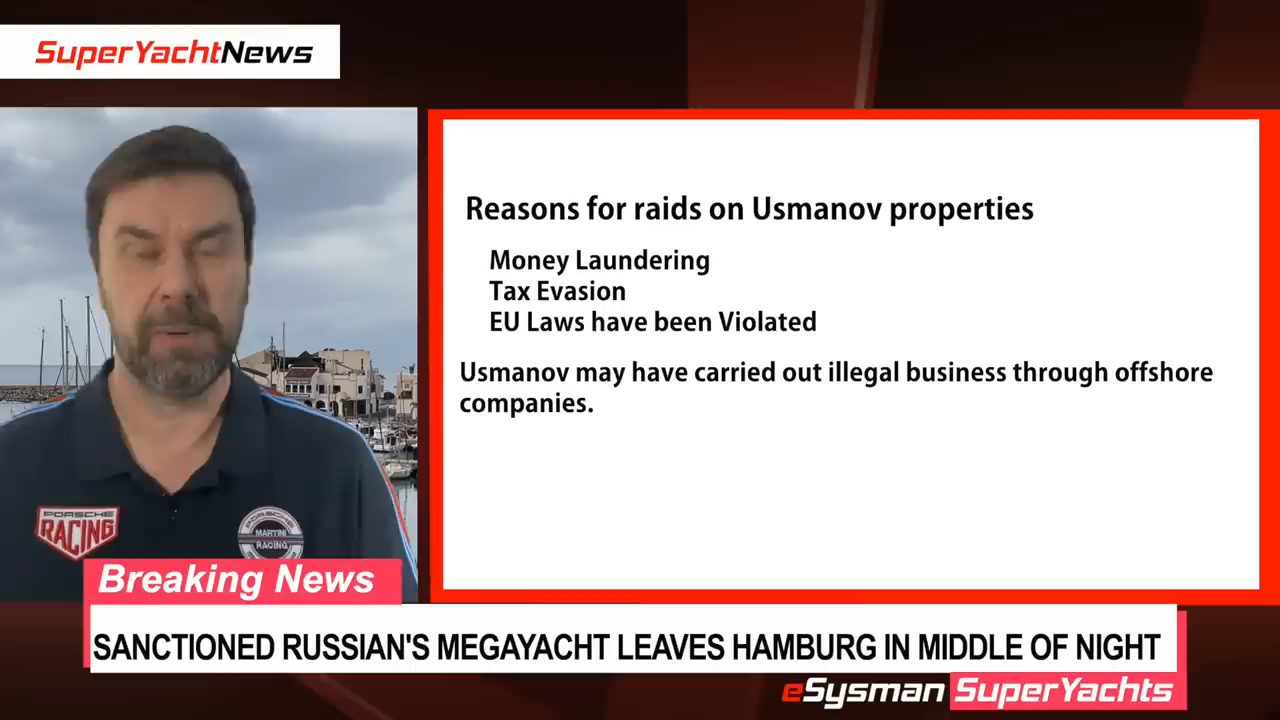 SuperYachtNews
Reasons for raids on Usmanov properties
Money Laundering
Tax Evasion
EU Laws have been Violated
Usmanov may have carried out illegal business through offshore
companies.
PORSCHE
RACING
PORSCHE
MARTINI
RACING
Breaking News
SANCTIONED RUSSIAN'S MEGAYACHT LEAVES HAMBURG IN MIDDLE OF NIGHT
eSysman SuperYachts